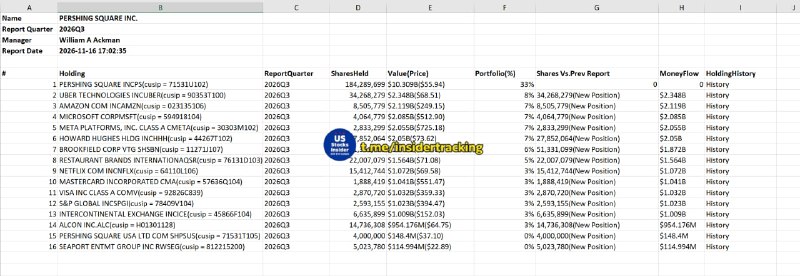 A B C D E F G H I J
Name PERSHING SQUARE INC.
Report Quarter 2026Q3
Manager William A Ackman
Report Date 2026-11-16 17:02:35
# Holding ReportQuarter SharesHeld Value(Price) Portfolio(%) Shares Vs.Prev Report MoneyFlow HoldingHistory
1 PERSHING SQUARE INCPS(cusip = 71531U102) 2026Q3 184,289,699 $10.309B($55.94) 33% 0 0 History
2 UBER TECHNOLOGIES INCUBER(cusip = 90353T100) 2026Q3 34,268,279 $2.348B($68.51) 8% 34,268,279(New Position) $2.348B History
3 AMAZON COM INCAMZN(cusip = 023135106) 2026Q3 8,505,779 $2.119B($249.15) 7% 8,505,779(New Position) $2.119B History
4 MICROSOFT CORPMSFT(cusip = 594918104) 2026Q3 4,064,779 $2.085B($512.90) 7% 4,064,779(New Position) $2.085B History
5 META PLATFORMS, INC. CLASS A CMETA(cusip = 30303M102) 2026Q3 2,833,299 $2.055B($725.18) 7% 2,833,299(New Position) $2.055B History
6 HOWARD HUGHES HLDG INCHHH(cusip = 44267T102) 2026Q3 27,852,064 $2.05B($73.62) 7% 27,852,064(New Position) $2.05B History
7 BROOKFIELD CORP VTG SHSBN(cusip = 11271J107) 6% 51,331,099(New Position) $1.872B History
8 RESTAURANT BRANDS INTERNATIONAQSR(cusip = 76131D103) 2026Q3 22,007,079 $1.564B($71.08) 5% 22,007,079(New Position) $1.564B History
9 NETFLIX COM INCNFLX(cusip = 64110L106) 2026Q3 15,412,744 $1.072B($69.58) 3% 15,412,744(New Position) $1.072B History
10 MASTERCARD INCORPORATED CMA(cusip = 57636Q104) 2026Q3 1,888,419 $1.041B($551.47) 3% 1,888,419(New Position) $1.041B History
11 VISA INC CLASS A COMV(cusip = 92826C839) 2026Q3 2,870,720 $1.032B($359.33) 3% 2,870,720(New Position) $1.032B History
12 S&P GLOBAL INCSPGI(cusip = 78409V104) 2026Q3 2,593,155 $1.023B($394.47) 3% 2,593,155(New Position) $1.023B History
13 INTERCONTINENTAL EXCHANGE INCICE(cusip = 45866F104) 2026Q3 6,635,899 $1.009B($152.03) 3% 6,635,899(New Position) $1.009B History
14 ALCON INC.ALC(cusip = H01301128) 2026Q3 14,736,308 $954.176M($64.75) 3% 14,736,308(New Position) $954.176M History
15 PERSHING SQUARE USA LTD COM SHPSUS(cusip = 71531T105) 2026Q3 4,000,000 $148.4M($37.10) 0% 4,000,000(New Position) $148.4M History
16 SEAPORT ENTMT GROUP INC RWSEG(cusip = 812215200) 2026Q3 5,023,780 $114.994M($22.89) 0% 5,023,780(New Position) $114.994M History
US
Stocks
Insider
t.me/insidertracking